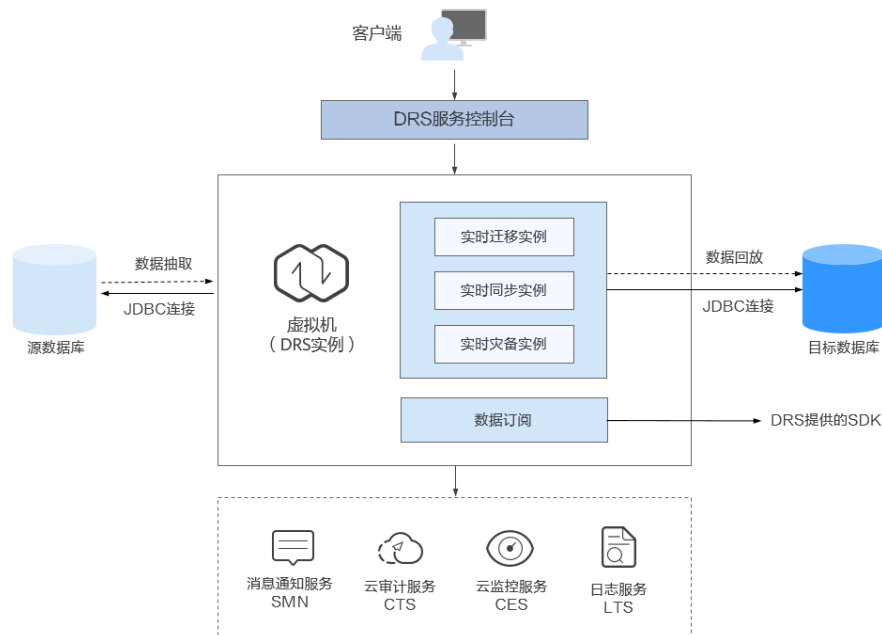 客户端
DRS服务控制台
实时迁移实例
实时同步实例
实时灾备实例
虚拟机
（DRS实例）
数据抽取
JDBC连接
源数据库
数据回放
JDBC连接
目标数据库
数据订阅
DRS提供的SDK
消息通知服务
SMN
云审计服务
CTS
云监控服务
CES
日志服务
LTS